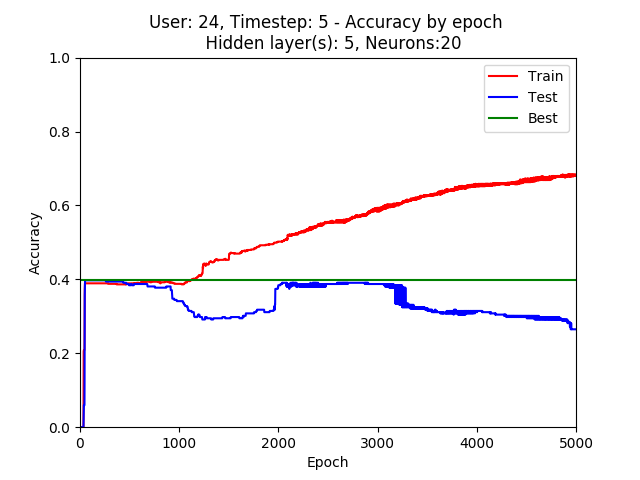 User: 24, Timestep: 5 - Accuracy by epoch
Hidden layer(s): 5, Neurons:20
1.0
0.8
0.6
0.4
0.2
0.0
Accuracy
Train
Test
Best
0
1000
2000
3000
4000
5000
Epoch